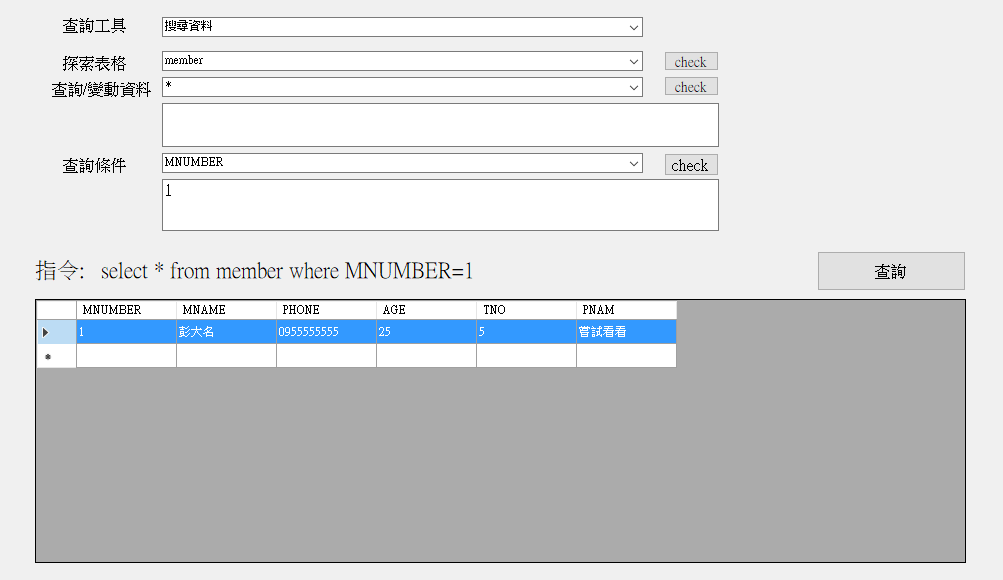 查詢工具 搜尋資料
探索表格 member check
查詢/變動資料 * check
查詢條件 MNUMBER check
1
指令: select * from member where MNUMBER=1 查詢
MNUMBER MNAME PHONE AGE TNO PNAM
1 彭大名 0955555555 25 5 嘗試看看
*